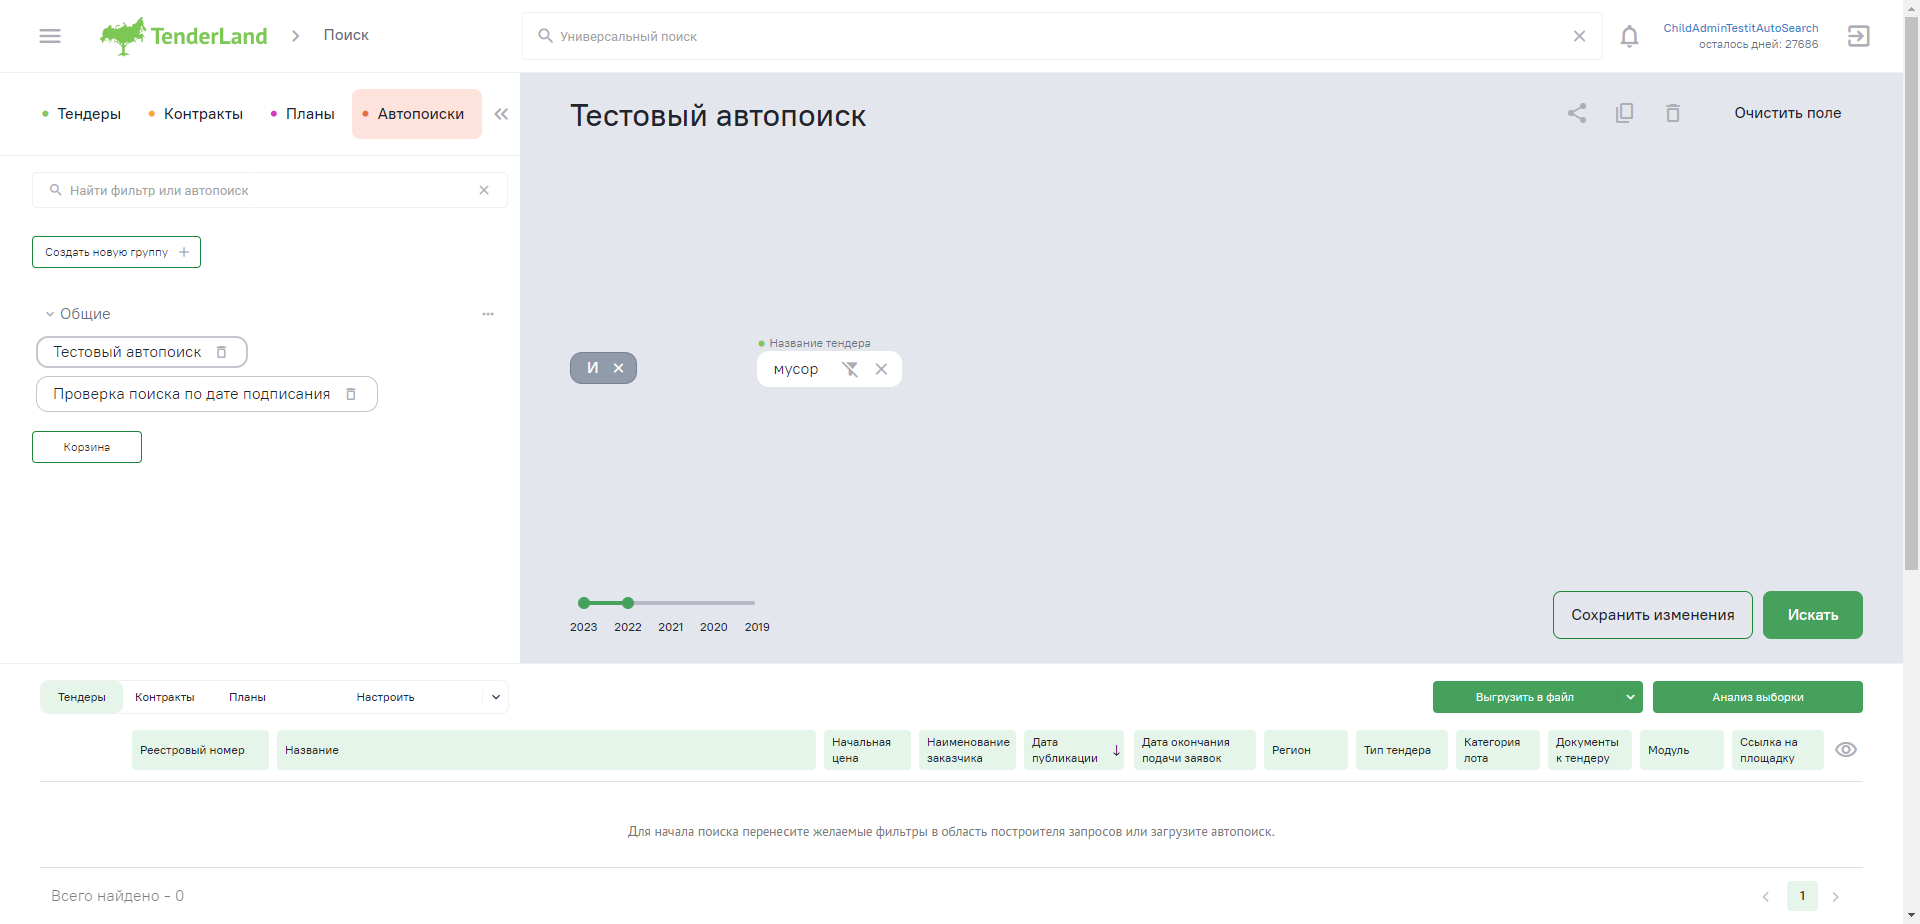 TenderLand
Поиск
Универсальный поиск
ChildAdminTestitAutoSearch
осталось дней: 27686
Тендеры
Контракты
Планы
Автопоиски
Тестовый автопоиск
Очистить поле
Найти фильтр или автопоиск
Создать новую группу
Общие
Тестовый автопоиск
Проверка поиска по дате подписания
Корзина
И
Название тендера
мусор
2023 2022 2021 2020 2019
Сохранить изменения
Искать
Тендеры
Контракты
Планы
Настроить
Выгрузить в файл
Анализ выборки
Реестровый номер
Название
Начальная
цена
Наименование
заказчика
Дата
публикации
Дата окончания
подачи заявок
Регион
Тип тендера
Категория
лота
Документы
к тендеру
Модуль
Ссылка на
площадку
Для начала поиска перенесите желаемые фильтры в область построителя запросов или загрузите автопоиск.
Всего найдено - 0
1